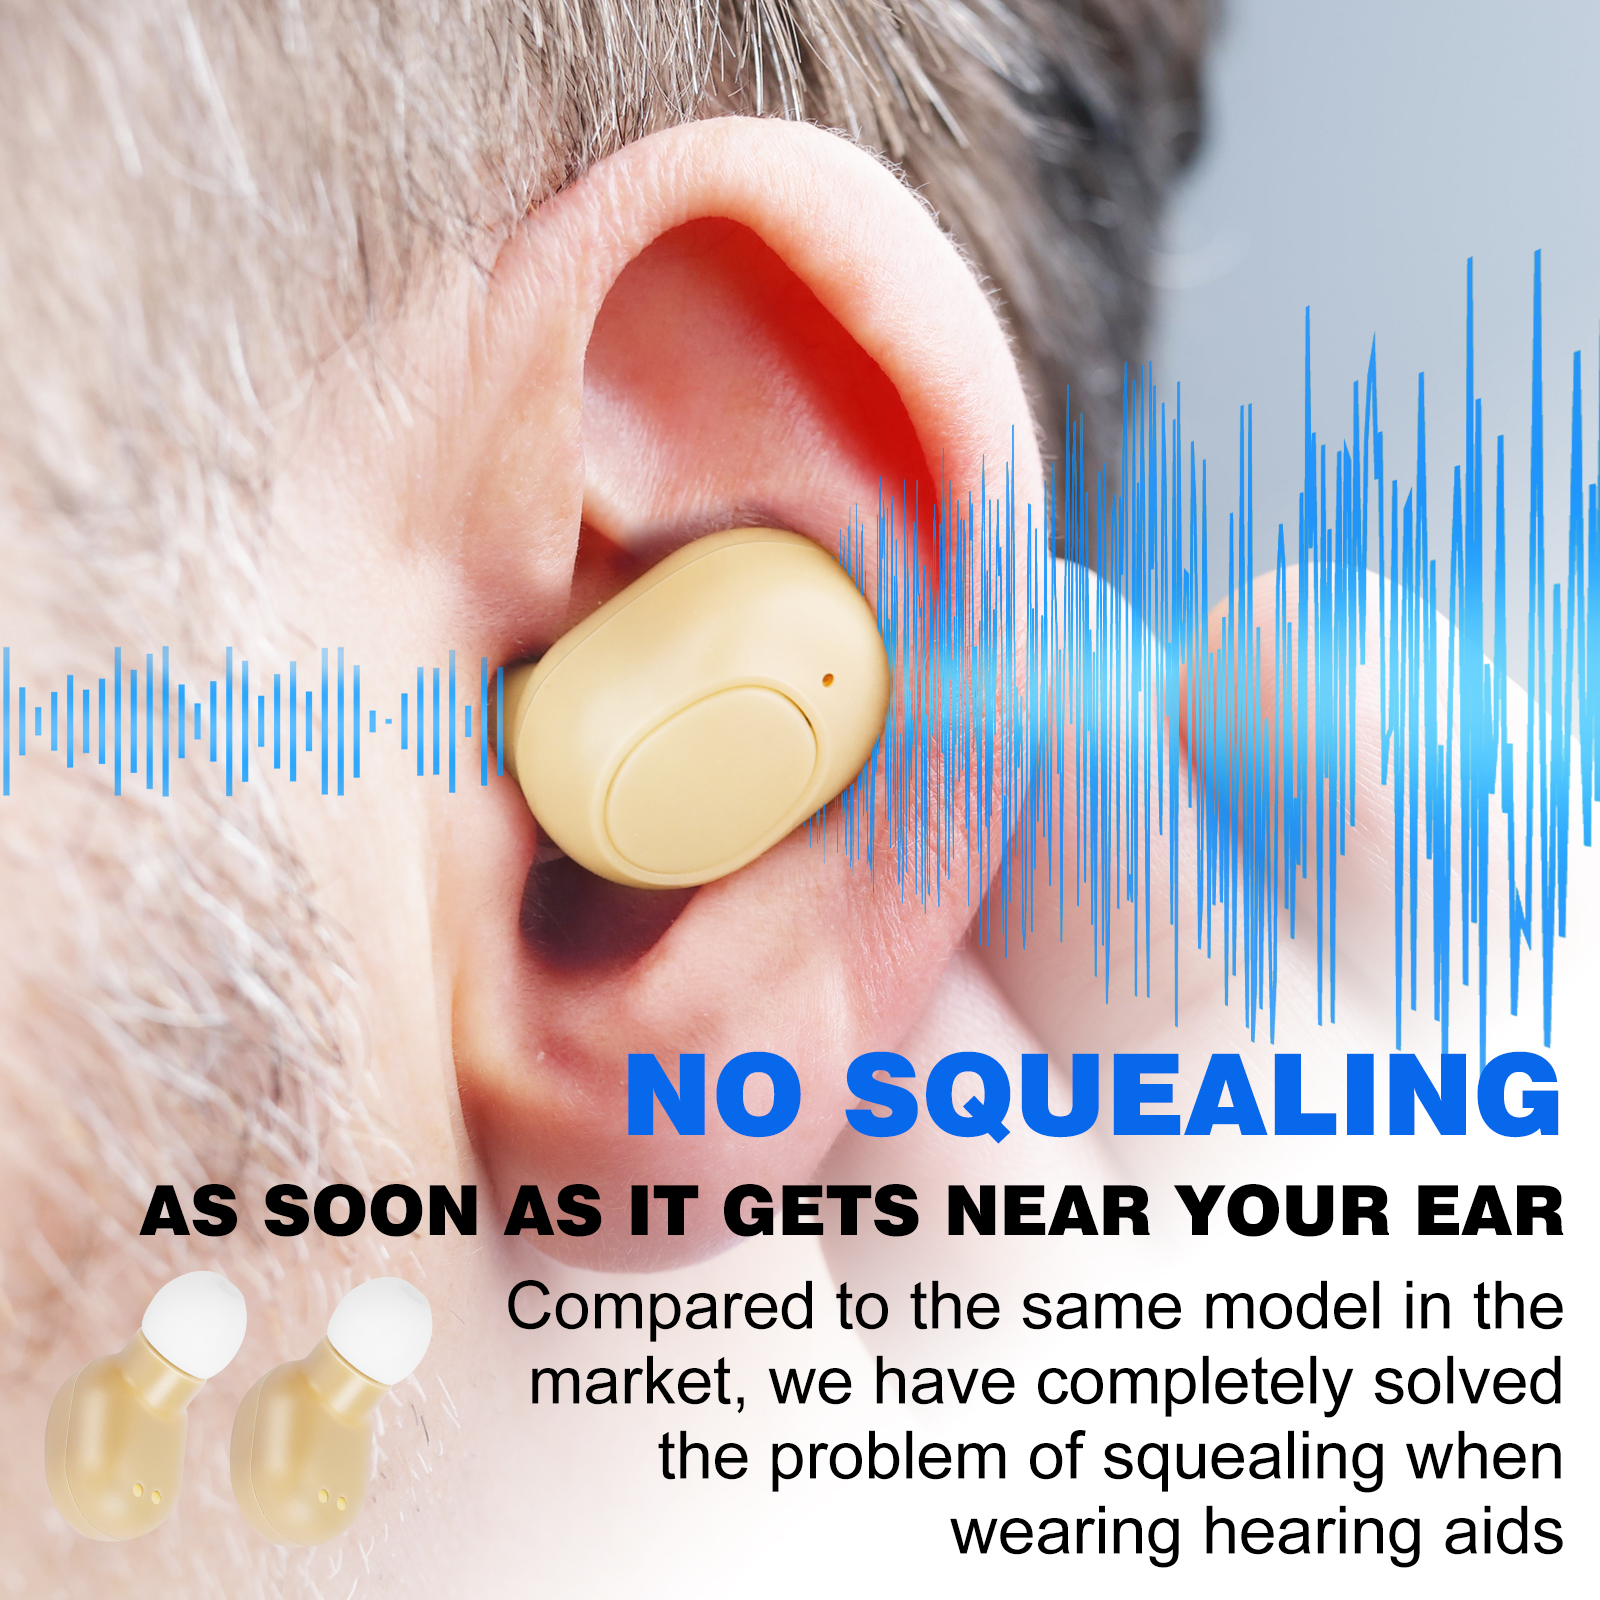 NO SQUEALING
AS SOON AS IT GETS NEAR YOUR EAR
Compared to the same model in the
market, we have completely solved
the problem of squealing when
wearing hearing aids